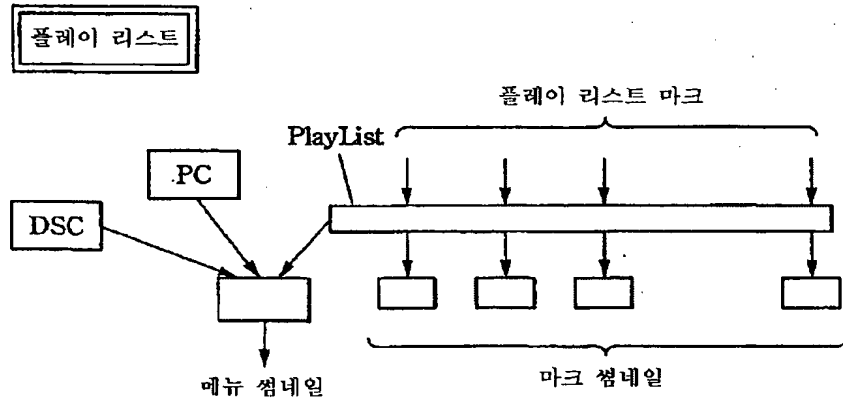 플레이 리스트
플레이 리스트 마크
PlayList
PC
DSC
메뉴 썸네일
마크 썸네일